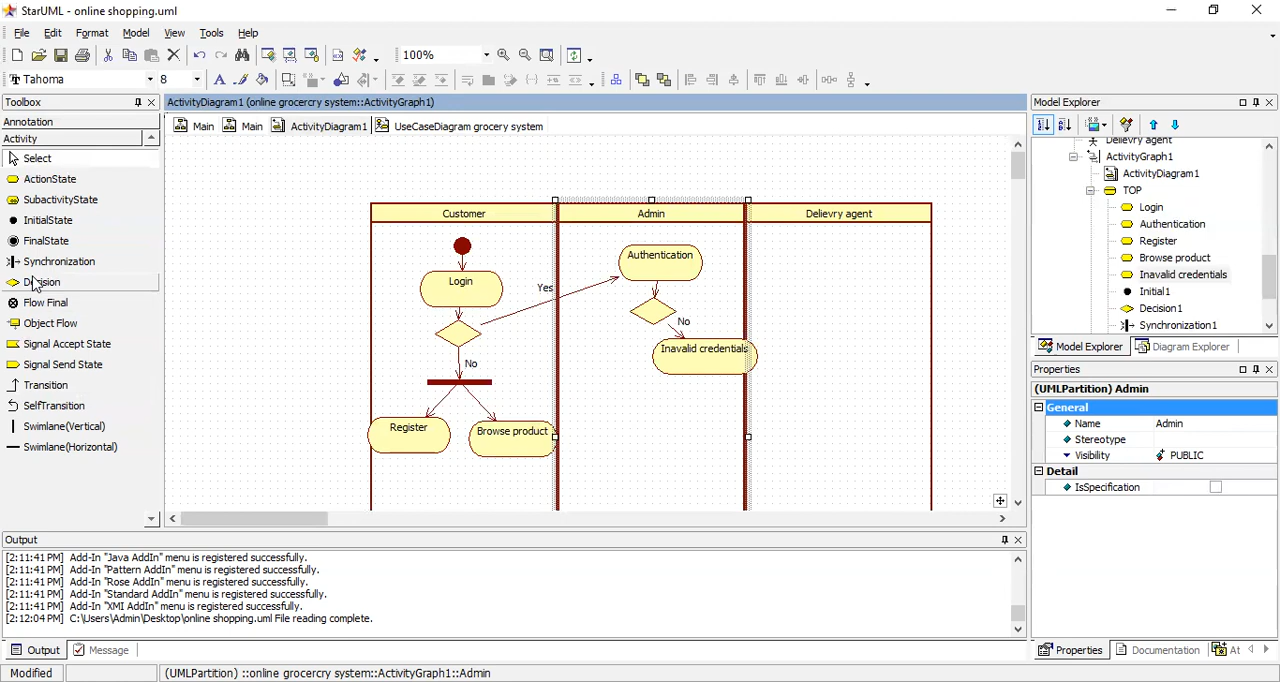 StarUML - online shopping.uml
File Edit Format Model View Tools Help
100%
Tahoma 8
Toolbox
Annotation
Activity
Select
ActionState
SubactivityState
InitialState
FinalState
Synchronization
Decision
Flow Final
Object Flow
Signal Accept State
Signal Send State
Transition
SelfTransition
Swimlane(Vertical)
Swimlane(Horizontal)
ActivityDiagram1 (online grocercry system::ActivityGraph1)
Main Main ActivityDiagram1 UseCaseDiagram grocery system
Customer Admin Delievry agent
Login
Authentication
Yes
No
Inavalid credentials
No
Register
Browse product
Model Explorer
Delievry agent
ActivityGraph1
ActivityDiagram1
TOP
Login
Authentication
Register
Browse product
Inavalid credentials
Initial1
Decision1
Synchronization1
Model Explorer Diagram Explorer
Properties
(UMLPartition) Admin
General
Name Admin
Stereotype
Visibility PUBLIC
Detail
IsSpecification
Properties Documentation At
Output
[2:11:41 PM] Add-In "Java AddIn" menu is registered successfully.
[2:11:41 PM] Add-In "Pattern AddIn" menu is registered successfully.
[2:11:41 PM] Add-In "Rose AddIn" menu is registered successfully.
[2:11:41 PM] Add-In "Standard AddIn" menu is registered successfully.
[2:11:41 PM] Add-In "XMI AddIn" menu is registered successfully.
[2:12:04 PM] C:\Users\Admin\Desktop\online shopping.uml File reading complete.
Output Message
Modified (UMLPartition) ::online grocercry system::ActivityGraph1::Admin